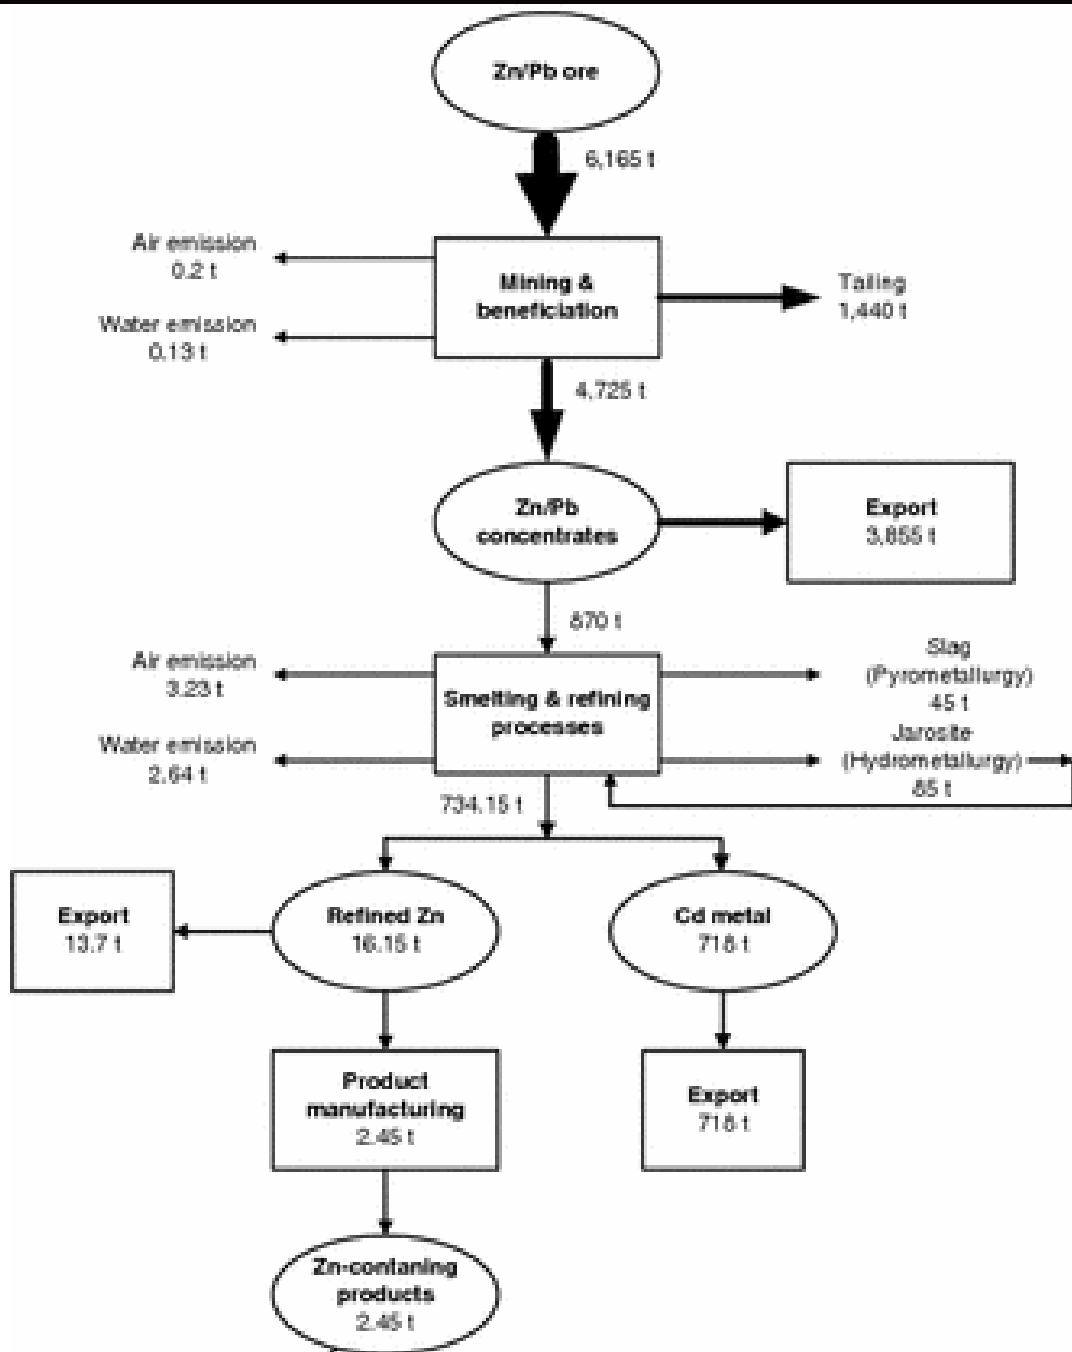 Zn/Pb ore
6,165 t
Air emission
0.2 t
Mining &
beneficiation
Tailing
1,440 t
Water emission
0.13 t
4,725 t
Zn/Pb
concentrates
Export
3,855 t
870 t
Air emission
3.23 t
Smelting & refining
processes
Slag
(Pyrometallurgy)
45 t
Water emission
2.64 t
Jarosite
(Hydrometallurgy)
85 t
734.15 t
Export
13.7 t
Refined Zn
16.15 t
Cd metal
718 t
Product
manufacturing
2.45 t
Export
718 t
Zn-contaning
products
2.45 t